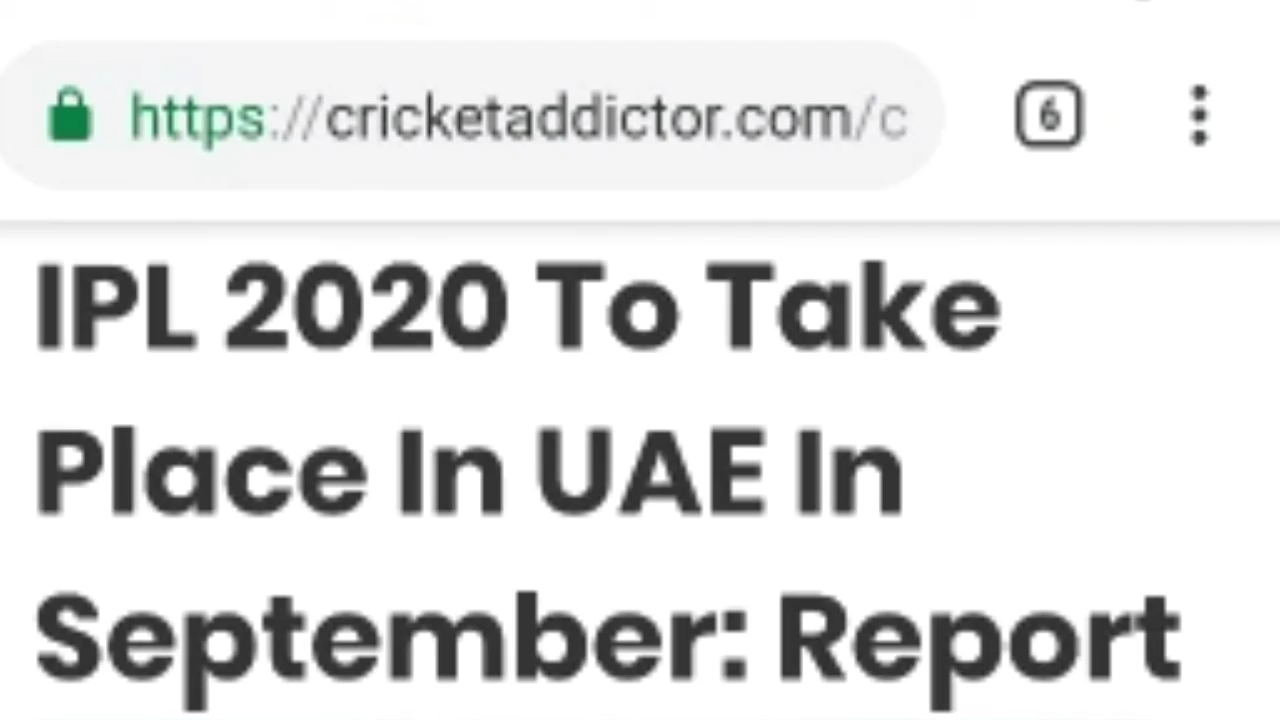 https://cricketaddictor.com/c
6
IPL 2020 To Take
Place In UAE In
September: Report